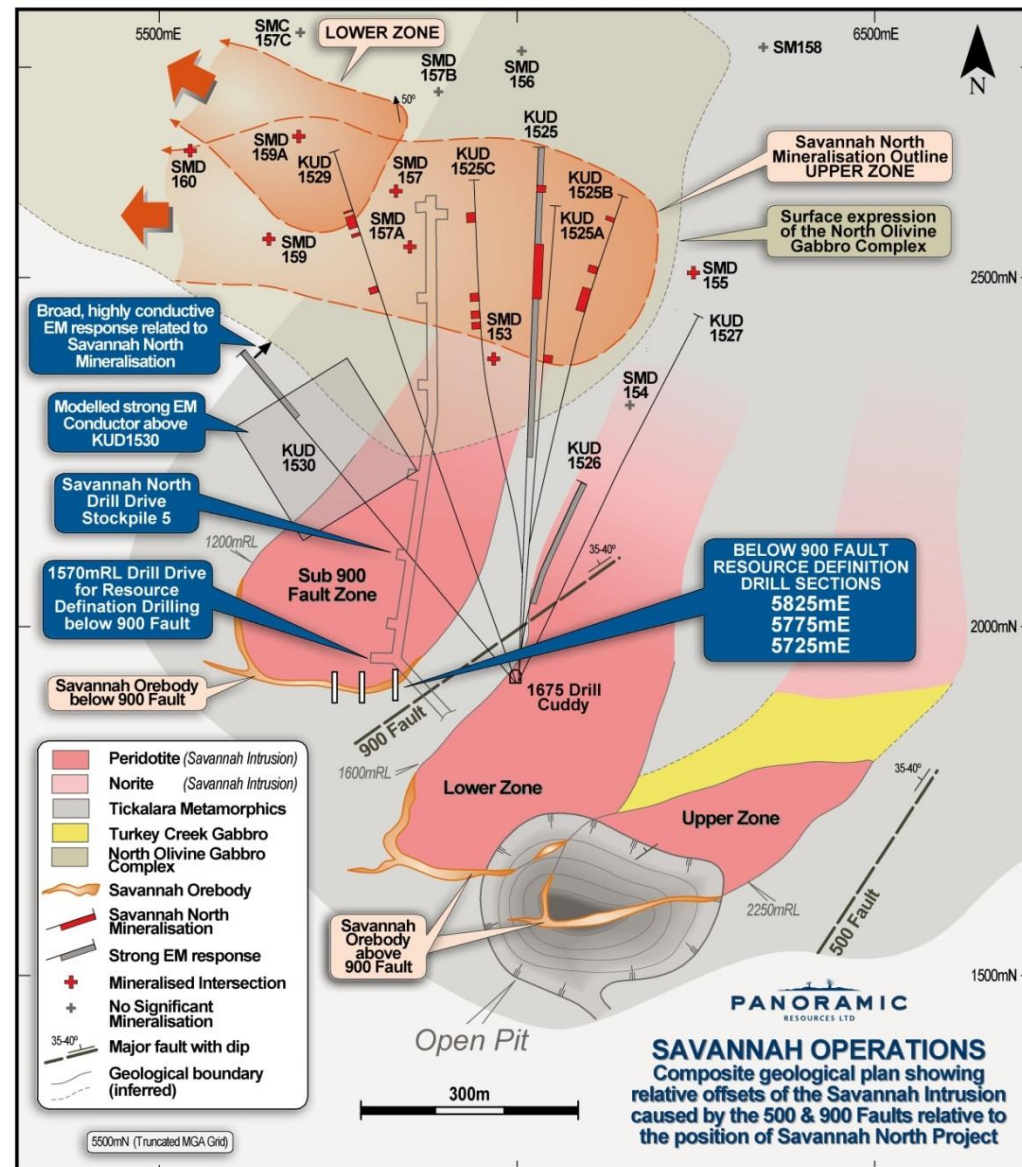 5500mE
6500mE
SMC
157C
LOWER ZONE
SMD
157B
SMD
156
SM158
N
50º
KUD
1525
SMD
160
SMD
159A
KUD
1529
SMD
157
KUD
1525C
KUD
1525B
KUD
1525A
SMD
157A
SMD
159
Savannah North
Mineralisation Outline
UPPER ZONE
Surface expression
of the North Olivine
Gabbro Complex
SMD
155
2500mN
KUD
1527
SMD
153
SMD
154
Broad, highly conductive
EM response related to
Savannah North
Mineralisation
Modelled strong EM
Conductor above
KUD1530
KUD
1530
KUD
1526
Savannah North
Drill Drive
Stockpile 5
1200mRL
35-40º
Sub 900
Fault Zone
1570mRL Drill Drive
for Resource
Defination Drilling
below 900 Fault
BELOW 900 FAULT
RESOURCE DEFINITION
DRILL SECTIONS
5825mE
5775mE
5725mE
2000mN
Savannah Orebody
below 900 Fault
1675 Drill
Cuddy
900 Fault
1600mRL
Lower Zone
Upper Zone
35-40º
2250mRL
500 Fault
Savannah
Orebody
above
900 Fault
1500mN
Open Pit
Peridotite (Savannah Intrusion)
Norite (Savannah Intrusion)
Tickalara Metamorphics
Turkey Creek Gabbro
North Olivine Gabbro
Complex
Savannah Orebody
Savannah North
Mineralisation
Strong EM response
Mineralised Intersection
No Significant
Mineralisation
35-40º
Major fault with dip
Geological boundary
(inferred)
5500mN (Truncated MGA Grid)
300m
PANORAMIC
RESOURCES LTD
SAVANNAH OPERATIONS
Composite geological plan showing
relative offsets of the Savannah Intrusion
caused by the 500 & 900 Faults relative to
the position of Savannah North Project